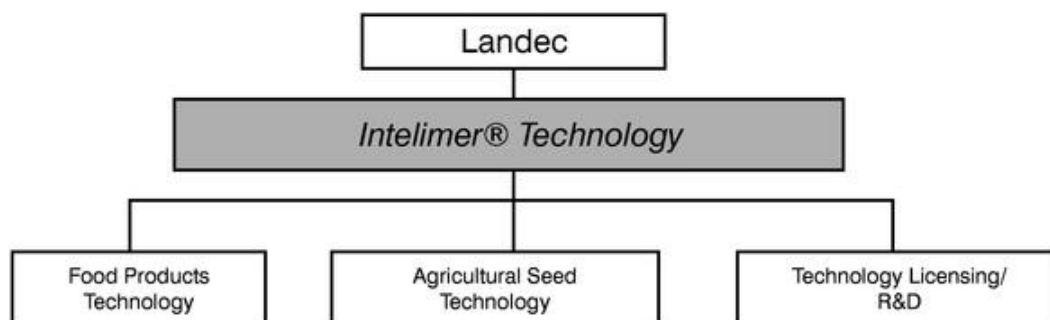 Landec
Intelimer® Technology
Food Products
Technology
Agricultural Seed
Technology
Technology Licensing/
R&D